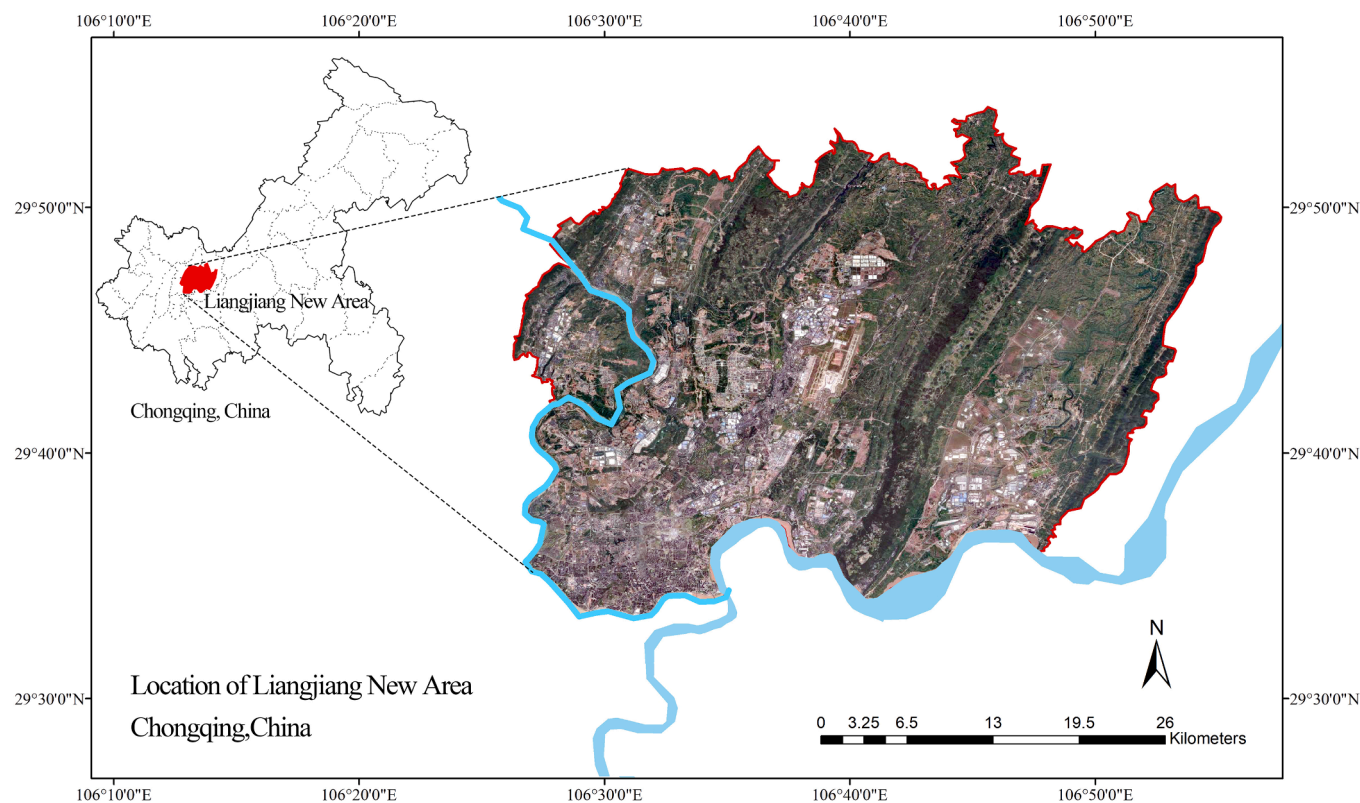 106°10'0"E 106°20'0"E 106°30'0"E 106°40'0"E 106°50'0"E
29°50'0"N 29°50'0"N
Liangjiang New Area
Chongqing, China
29°40'0"N 29°40'0"N
N
Location of Liangjiang New Area
Chongqing,China
29°30'0"N 29°30'0"N
0 3.25 6.5 13 19.5 26
Kilometers
106°10'0"E 106°20'0"E 106°30'0"E 106°40'0"E 106°50'0"E